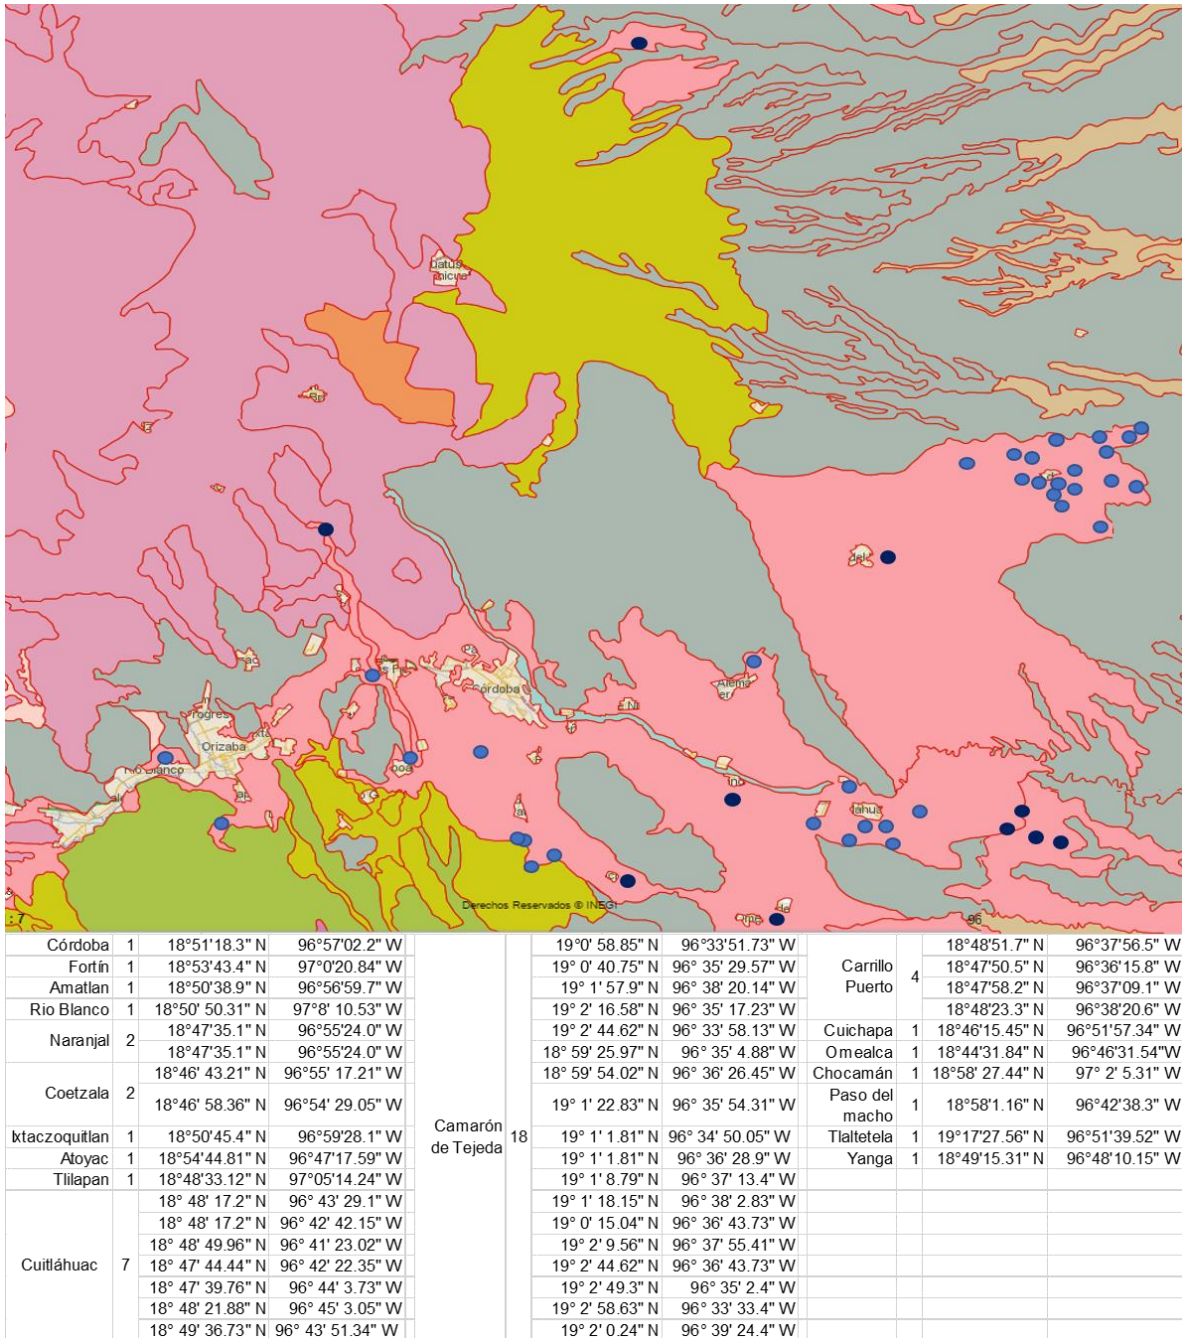 uatus
nicus
Br
dele
Pa
s F
Córdoba
Alema
er
Ni
rogres
Orizaba
Ixta
Río Blanco
ale
boa
inc
ahua
ome
de
Derechos Reservados © INEGI
: 7
96
Córdoba 1 18°51'18.3" N 96°57'02.2" W
Fortín 1 18°53'43.4" N 97°0'20.84" W
Amatlan 1 18°50'38.9" N 96°56'59.7" W
Rio Blanco 1 18°50' 50.31" N 97°8' 10.53" W
Naranjal 2 18°47'35.1" N 96°55'24.0" W
18°47'35.1" N 96°55'24.0" W
Coetzala 2 18°46' 43.21" N 96°55' 17.21" W
18°46' 58.36" N 96°54' 29.05" W
Ixtaczoquitlan 1 18°50'45.4" N 96°59'28.1" W
Atoyac 1 18°54'44.81" N 96°47'17.59" W
Tlilapan 1 18°48'33.12" N 97°05'14.24" W
Cuitláhuac 7 18° 48' 17.2" N 96° 43' 29.1" W
18° 48' 17.2" N 96° 42' 42.15" W
18° 48' 49.96" N 96° 41' 23.02" W
18° 47' 44.44" N 96° 42' 22.35" W
18° 47' 39.76" N 96° 44' 3.73" W
18° 48' 21.88" N 96° 45' 3.05" W
18° 49' 36.73" N 96° 43' 51.34" W
Camarón de Tejeda 18 19°0' 58.85" N 96°33'51.73" W
19° 0' 40.75" N 96° 35' 29.57" W
19° 1' 57.9" N 96° 38' 20.14" W
19° 2' 16.58" N 96° 35' 17.23" W
19° 2' 44.62" N 96° 33' 58.13" W
18° 59' 25.97" N 96° 35' 4.88" W
18° 59' 54.02" N 96° 36' 26.45" W
19° 1' 22.83" N 96° 35' 54.31" W
19° 1' 1.81" N 96° 34' 50.05" W
19° 1' 1.81" N 96° 36' 28.9" W
19° 1' 8.79" N 96° 37' 13.4" W
19° 1' 18.15" N 96° 38' 2.83" W
19° 0' 15.04" N 96° 36' 43.73" W
19° 2' 9.56" N 96° 37' 55.41" W
19° 2' 44.62" N 96° 36' 43.73" W
19° 2' 49.3" N 96° 35' 2.4" W
19° 2' 58.63" N 96° 33' 33.4" W
19° 2' 0.24" N 96° 39' 24.4" W
Carrillo Puerto 4 18°48'51.7" N 96°37'56.5" W
18°47'50.5" N 96°36'15.8" W
18°47'58.2" N 96°37'09.1" W
18°48'23.3" N 96°38'20.6" W
Cuichapa 1 18°46'15.45" N 96°51'57.34" W
Omealca 1 18°44'31.84" N 96°46'31.54"W
Chocamán 1 18°58' 27.44" N 97° 2' 5.31" W
Paso del macho 1 18°58'1.16" N 96°42'38.3" W
Tlaltetela 1 19°17'27.56" N 96°51'39.52" W
Yanga 1 18°49'15.31" N 96°48'10.15" W